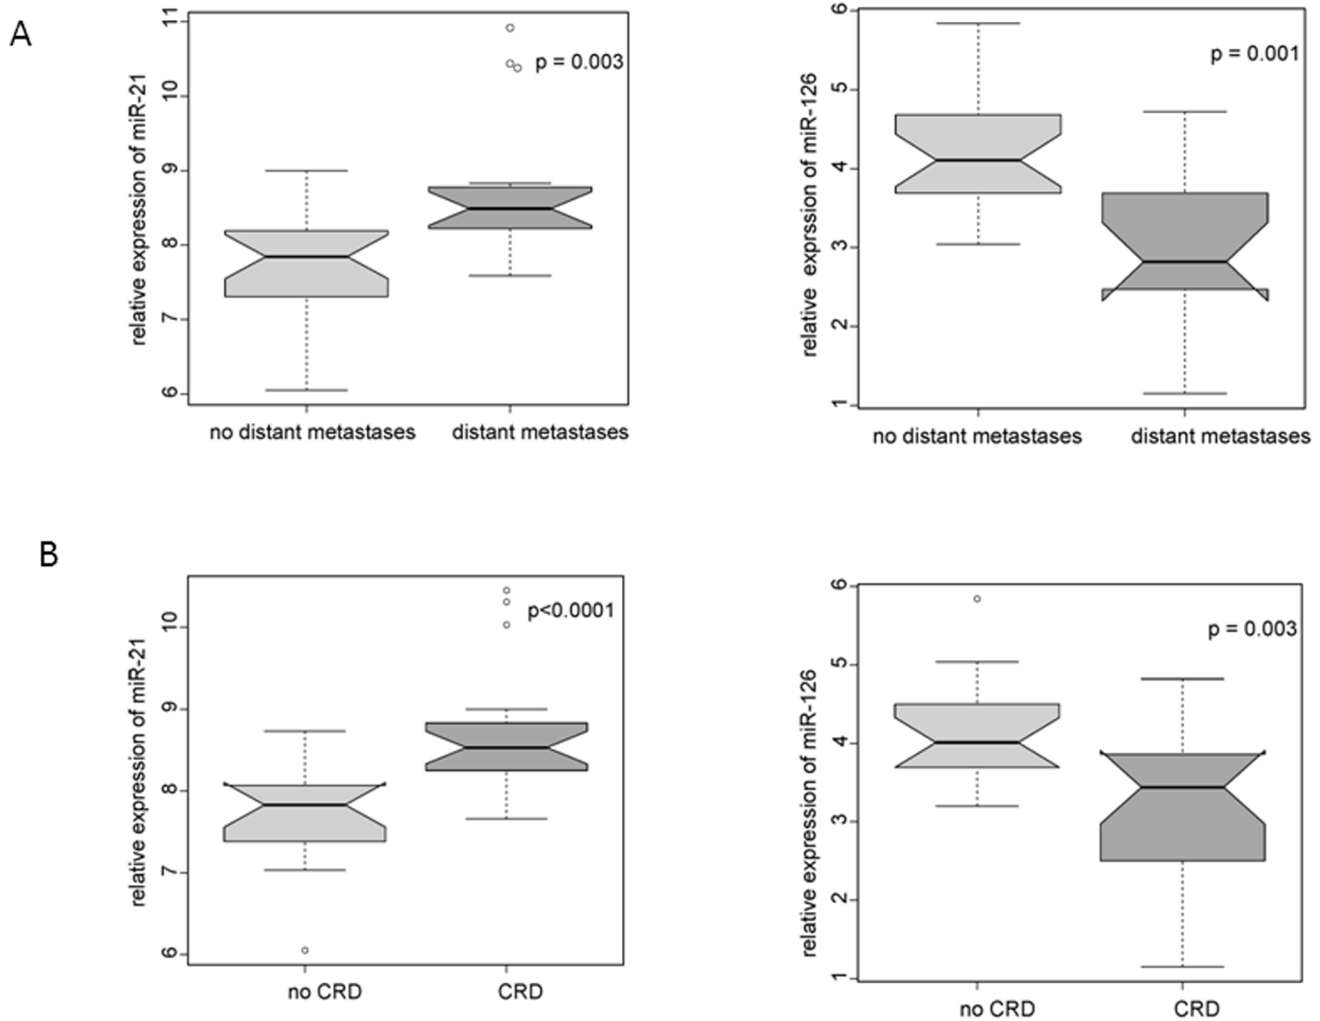 A
relative expression of miR-21
11
10
9
8
7
6
p = 0.003
no distant metastases
distant metastases
relative exprssion of miR-126
6
5
4
3
2
1
p = 0.001
no distant metastases
distant metastases
B
relative expression of miR-21
10
9
8
7
6
p<0.0001
no CRD
CRD
relative expression of miR-126
6
5
4
3
2
1
p = 0.003
no CRD
CRD